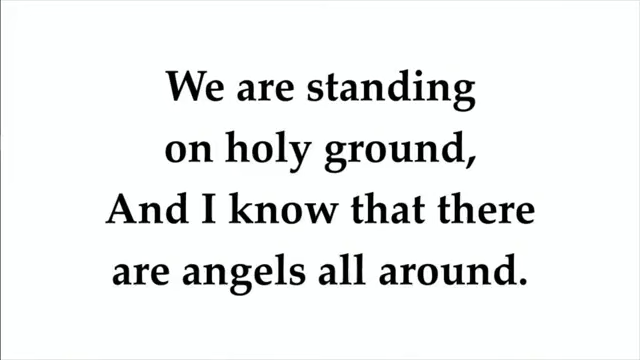 We are standing
on holy ground,
And I know that there
are angels all around.